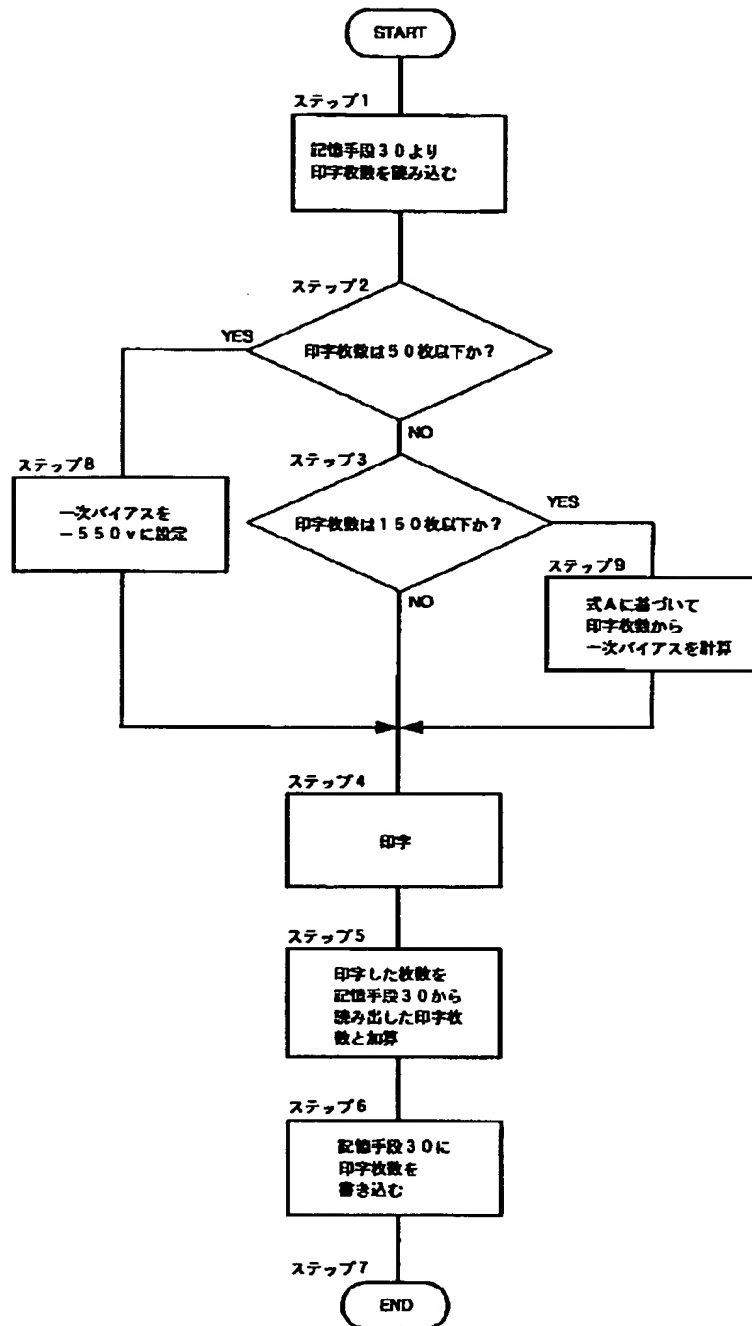 START
ステップ1
記憶手段30より
印字枚数を読み込む
ステップ2
YES
印字枚数は50枚以下か?
NO
ステップ8
一次バイアスを
-550vに設定
ステップ3
YES
印字枚数は150枚以下か?
NO
ステップ9
式Aに基づいて
印字枚数から
一次バイアスを計算
ステップ4
印字
ステップ5
印字した枚数を
記憶手段30から
読み出した印字枚
数と加算
ステップ6
記憶手段30に
印字枚数を
書き込む
ステップ7
END